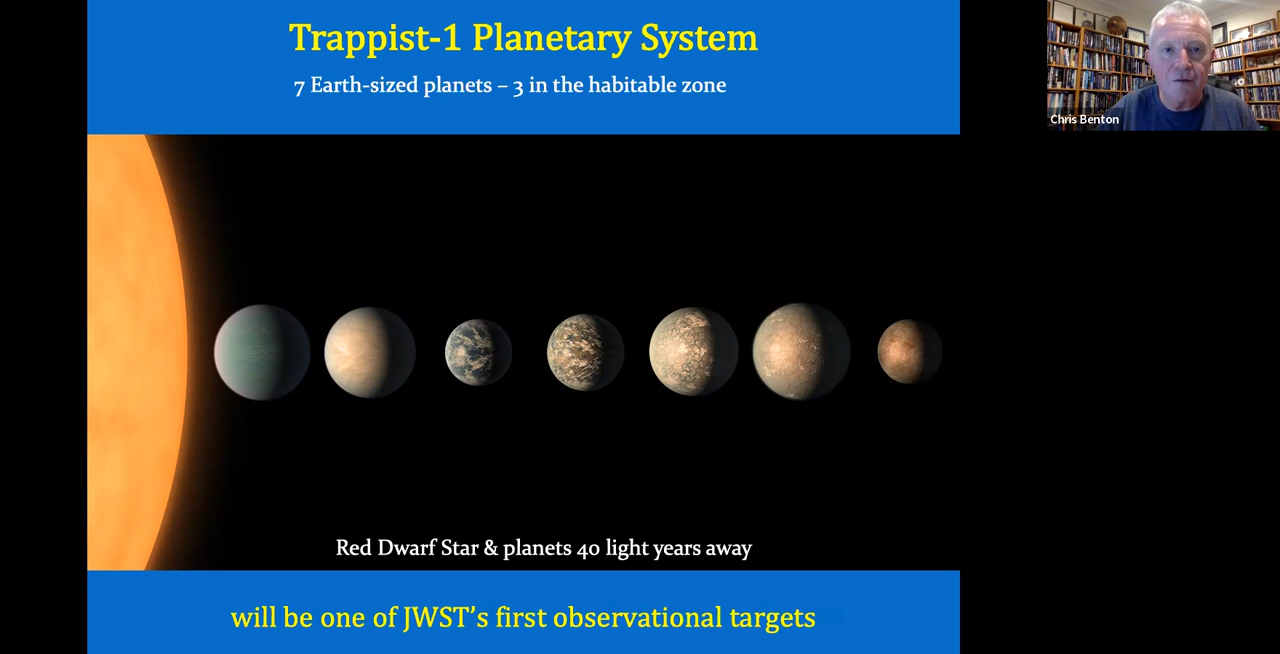 Trappist-1 Planetary System
7 Earth-sized planets – 3 in the habitable zone
Chris Benton
Red Dwarf Star & planets 40 light years away
will be one of JWST’s first observational targets